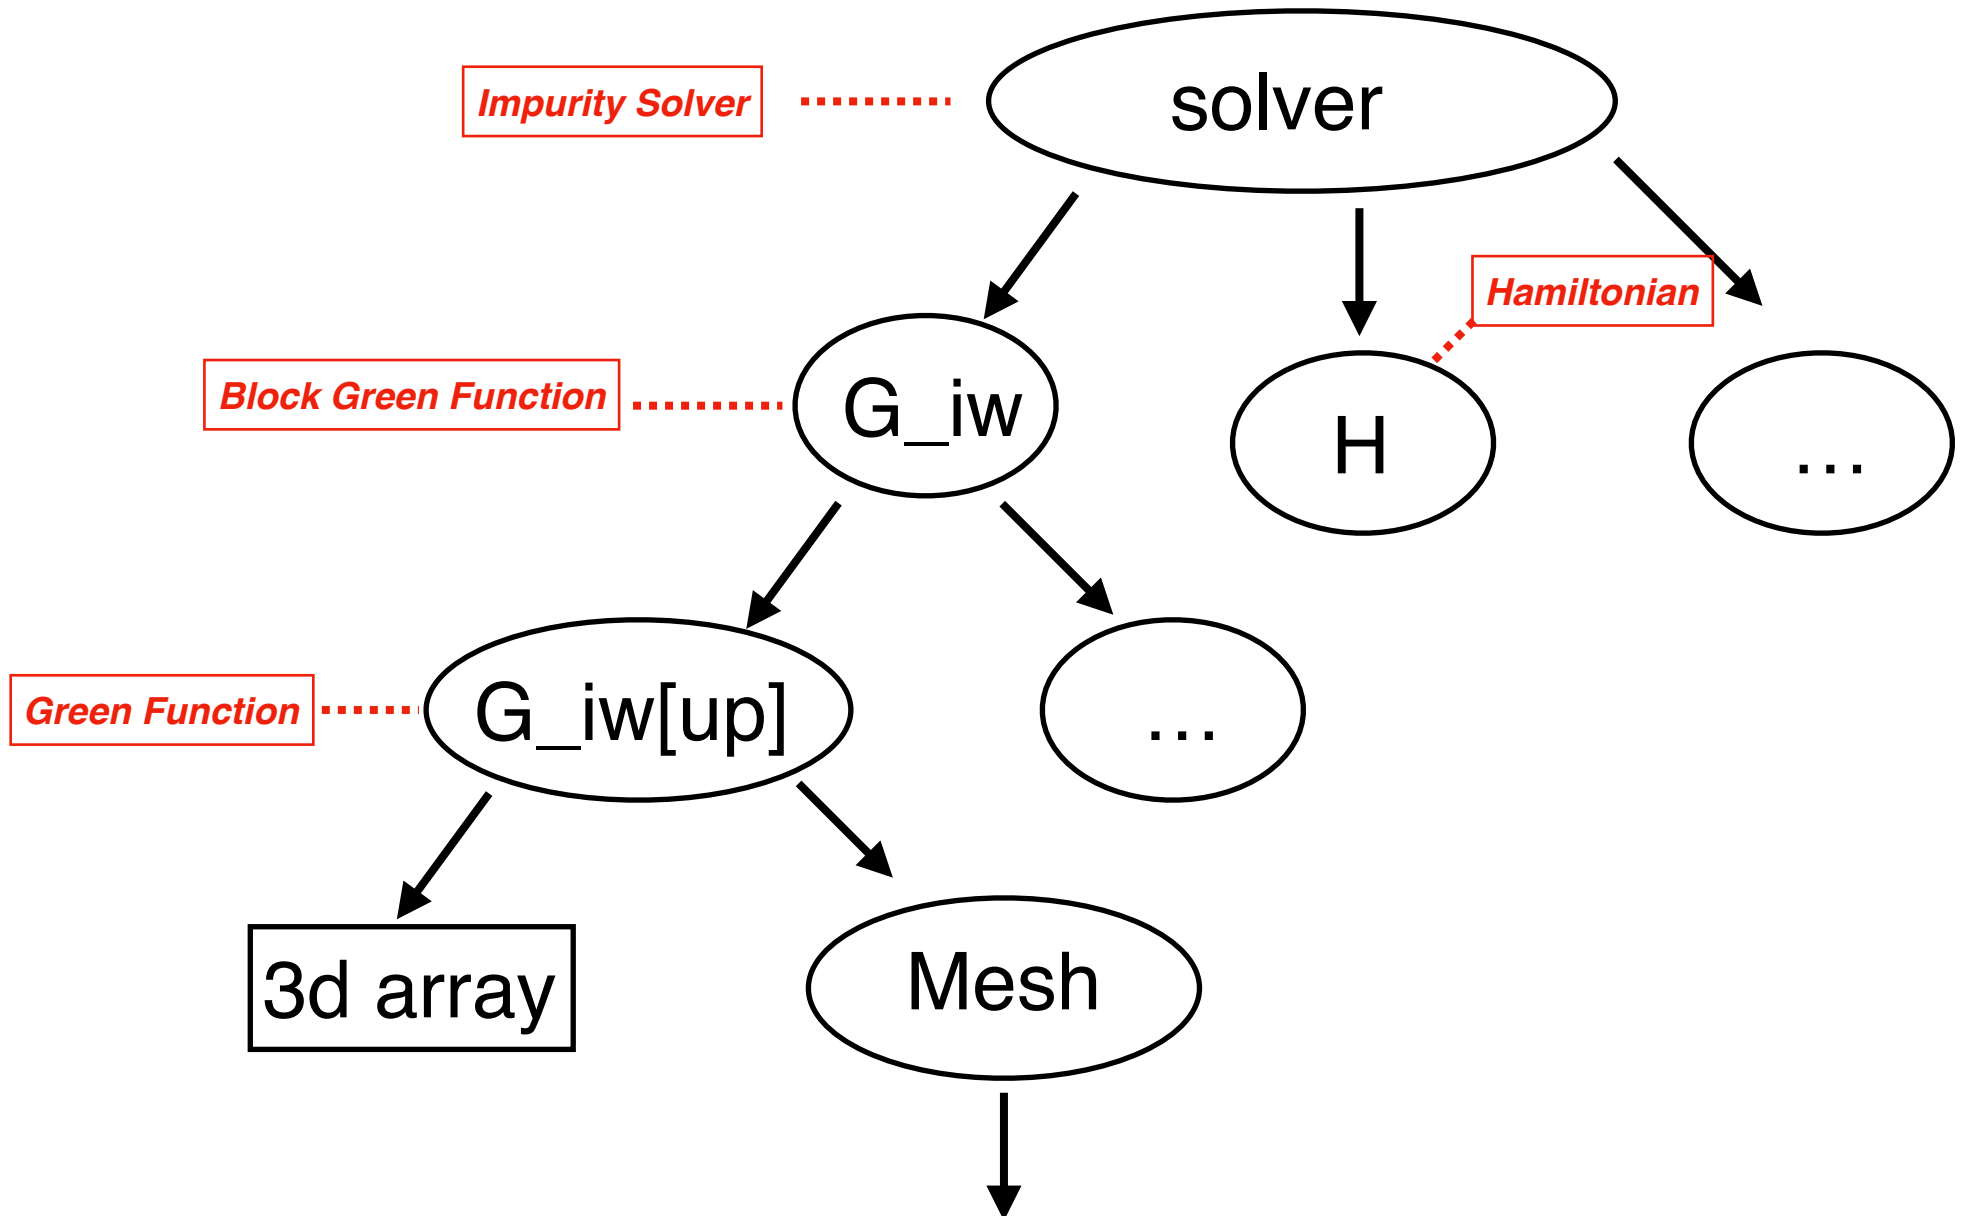 Impurity Solver
solver
Hamiltonian
Block Green Function
G_iw
H
…
Green Function
G_iw[up]
…
3d array
Mesh